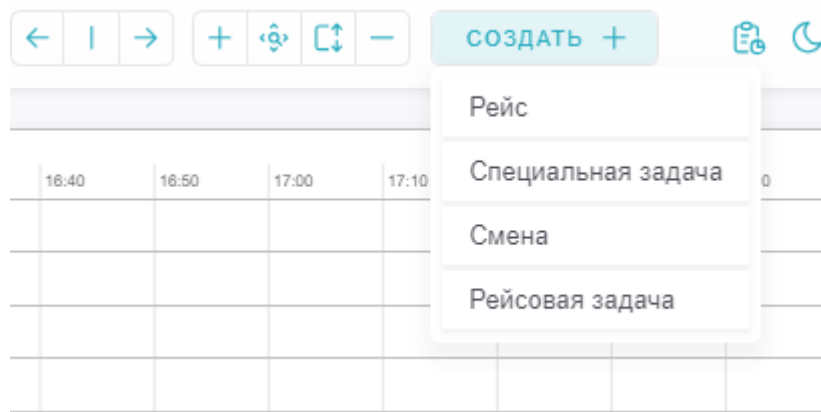 СОЗДАТЬ +
Рейс
16:40 16:50 17:00 17:10
Специальная задача
Смена
Рейсовая задача